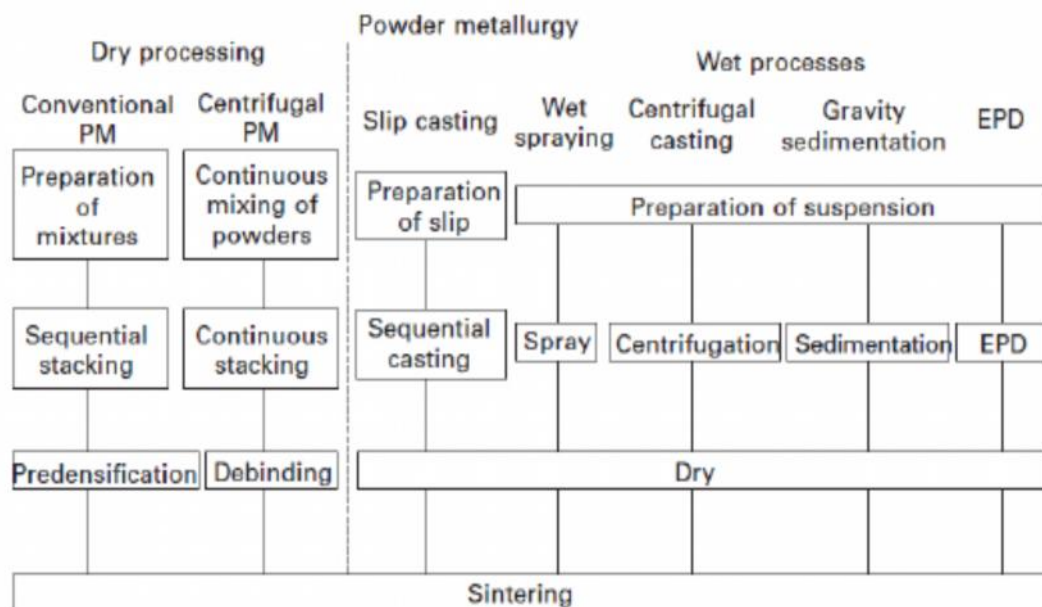 Powder metallurgy
Dry processing
Wet processes
Conventional
PM
Centrifugal
PM
Slip casting
Wet
spraying
Centrifugal
casting
Gravity
sedimentation
EPD
Preparation
of
mixtures
Continuous
mixing of
powders
Preparation
of slip
Preparation of suspension
Sequential
stacking
Continuous
stacking
Sequential
casting
Spray
Centrifugation
Sedimentation
EPD
Predensification
Debinding
Dry
Sintering